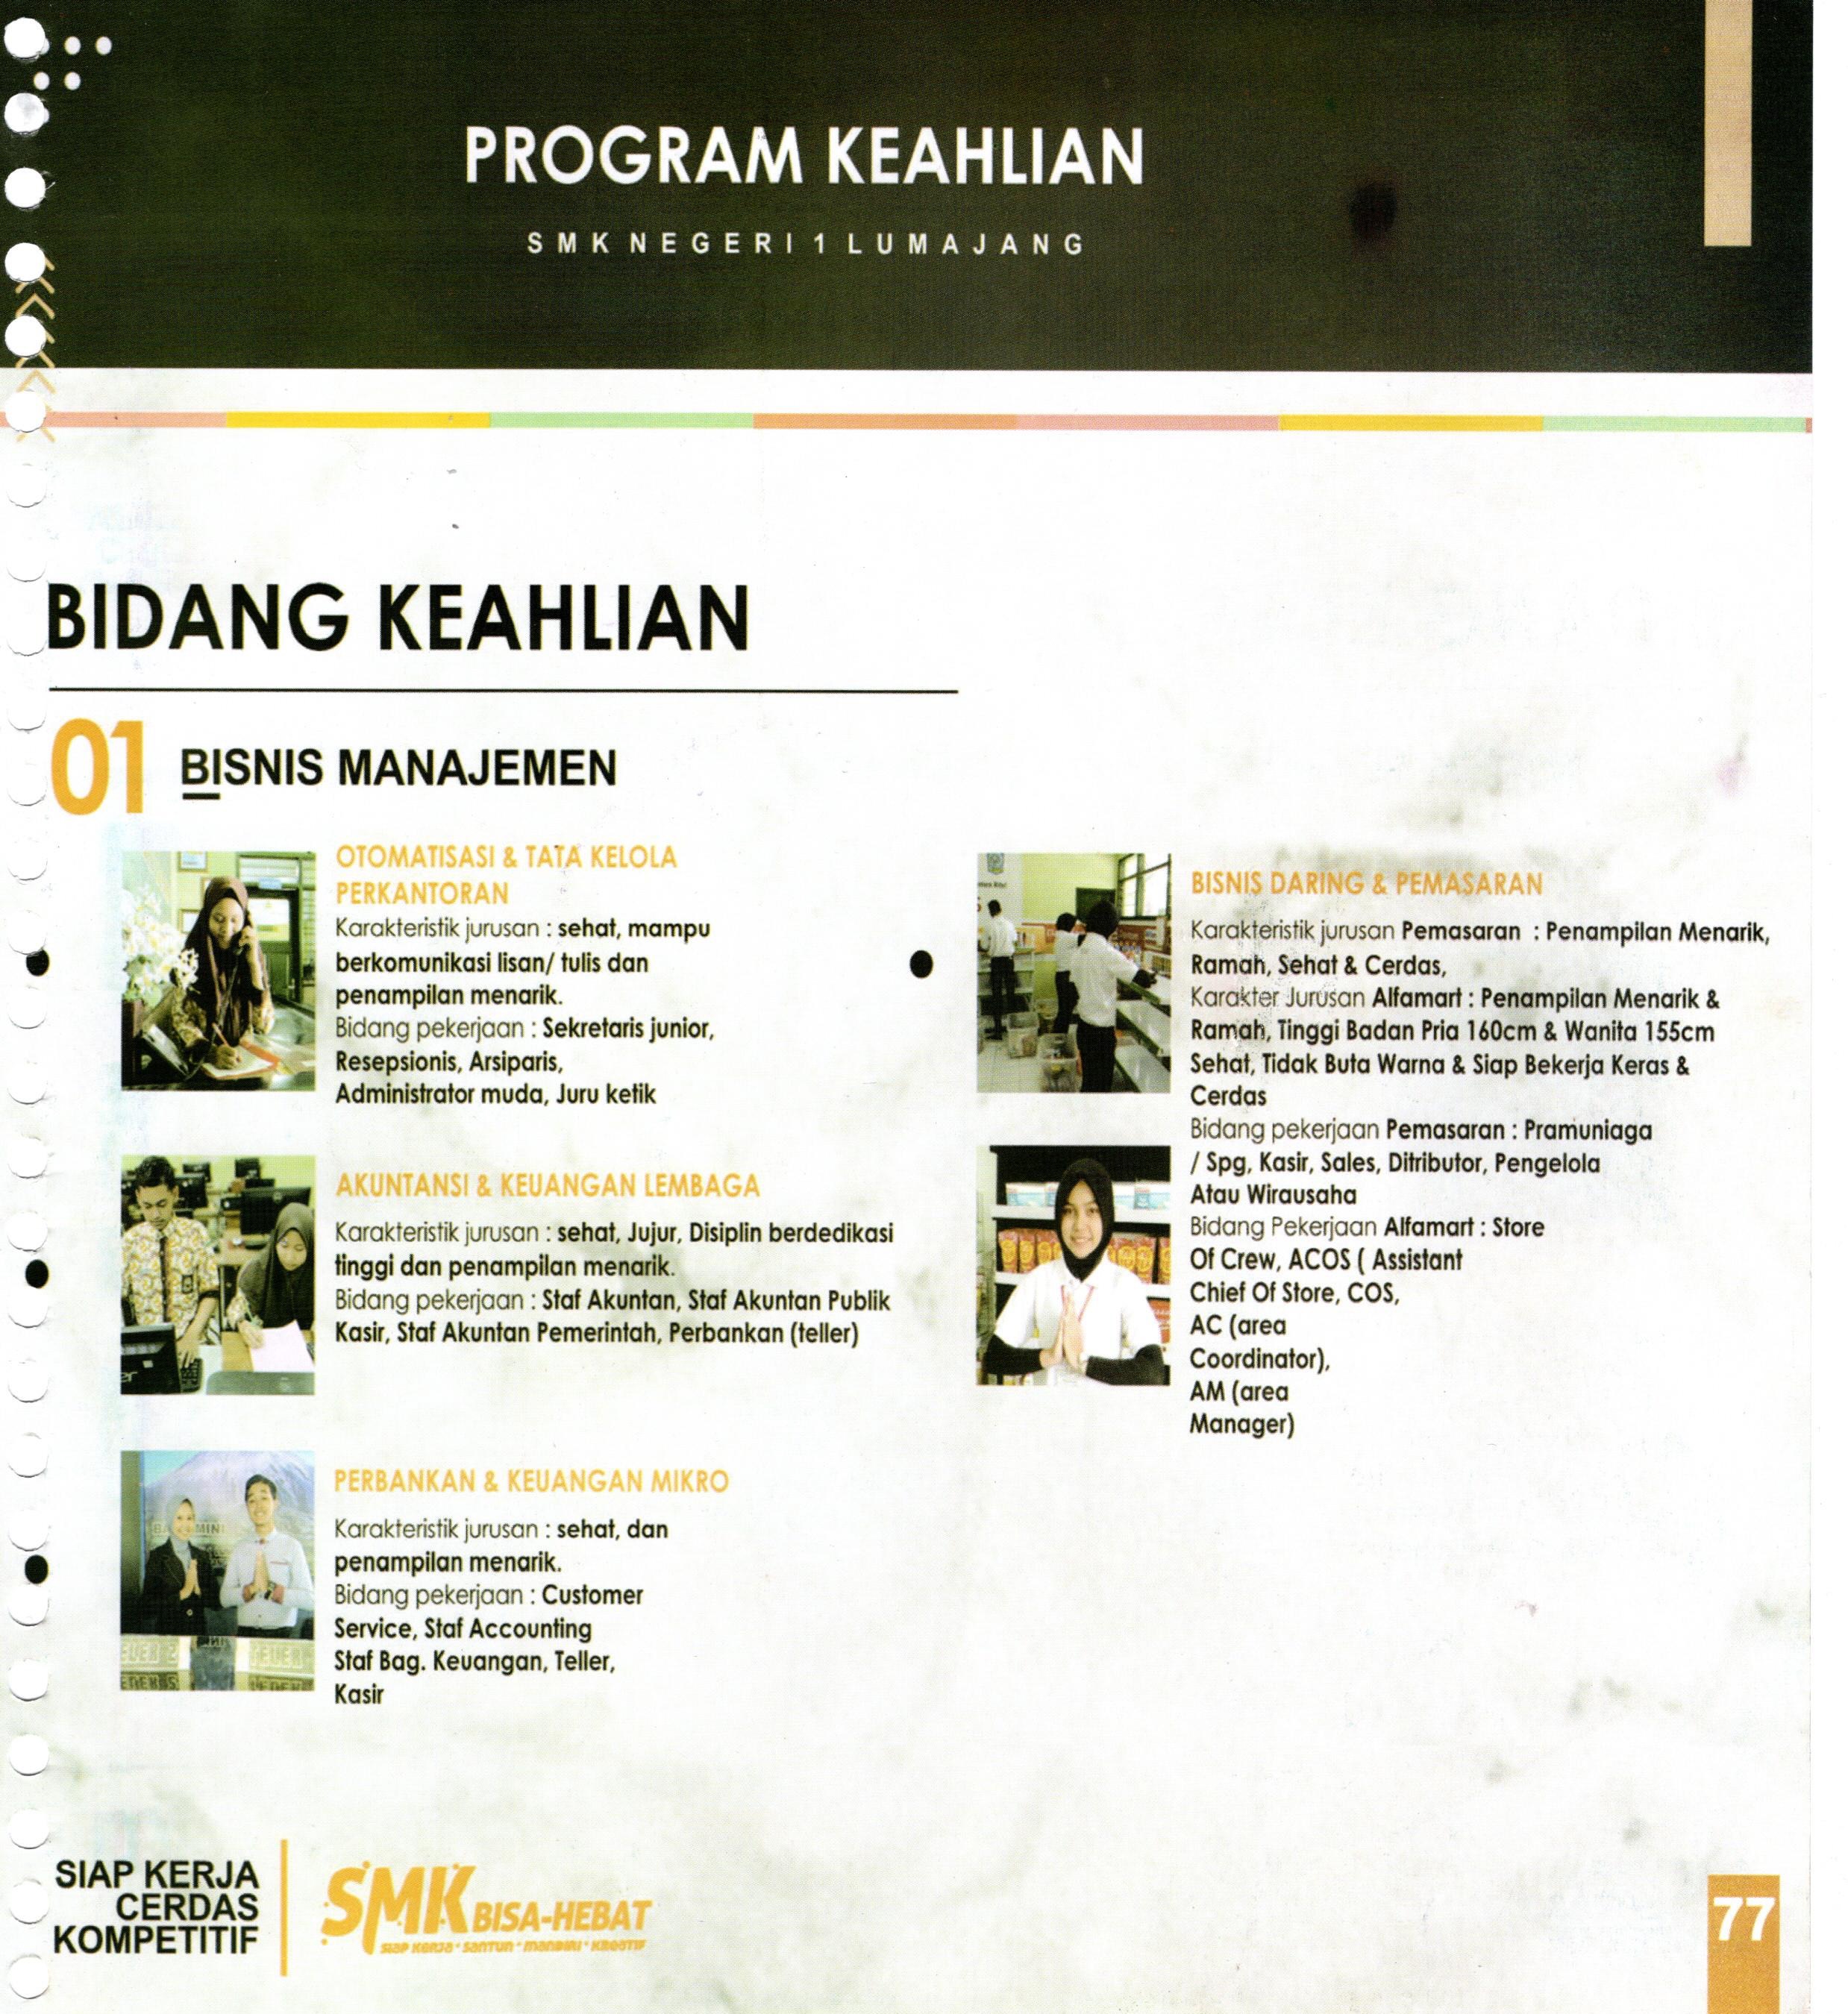 PROGRAM KEAHLIAN
SMK NEGERI 1 LUMAJANG
BIDANG KEAHLIAN
01 BISNIS MANAJEMEN
OTOMATISASI & TATA KELOLA
PERKANTORAN
Karakteristik jurusan : sehat, mampu
berkomunikasi lisan/ tulis dan
penampilan menarik.
Bidang pekerjaan : Sekretaris junior,
Resepsionis, Arsiparis,
Administrator muda, Juru ketik
AKUNTANSI & KEUANGAN LEMBAGA
Karakteristik jurusan : sehat, Jujur, Disiplin berdedikasi
tinggi dan penampilan menarik.
Bidang pekerjaan : Staf Akuntan, Staf Akuntan Publik
Kasir, Staf Akuntan Pemerintah, Perbankan (teller)
PERBANKAN & KEUANGAN MIKRO
Karakteristik jurusan : sehat, dan
penampilan menarik.
Bidang pekerjaan : Customer
Service, Staf Accounting
Staf Bag. Keuangan, Teller,
Kasir
BISNIS DARING & PEMASARAN
Karakteristik jurusan Pemasaran : Penampilan Menarik,
Ramah, Sehat & Cerdas,
Karakter Jurusan Alfamart : Penampilan Menarik &
Ramah, Tinggi Badan Pria 160cm & Wanita 155cm
Sehat, Tidak Buta Warna & Siap Bekerja Keras &
Cerdas
Bidang pekerjaan Pemasaran : Pramuniaga
/ Spg, Kasir, Sales, Ditributor, Pengelola
Atau Wirausaha
Bidang Pekerjaan Alfamart : Store
Of Crew, ACOS ( Assistant
Chief Of Store, COS,
AC (area
Coordinator),
AM (area
Manager)
SIAP KERJA
CERDAS
KOMPETITIF
SMK BISA-HEBAT
SIAP KERJA * SANTUN * MANDIRI * KREATIF
77